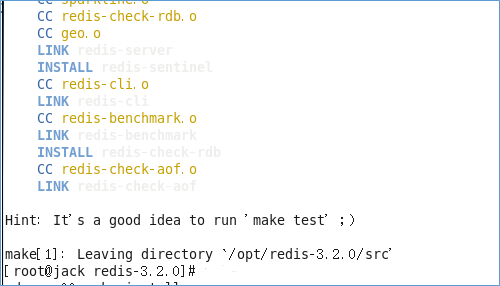 CC sparkline.o
CC redis-check-rdb.o
CC geo.o
LINK redis-server
INSTALL redis-sentinel
CC redis-cli.o
LINK redis-cli
CC redis-benchmark.o
LINK redis-benchmark
INSTALL redis-check-rdb
CC redis-check-aof.o
LINK redis-check-aof
Hint: It's a good idea to run 'make test' ;)
make[1]: Leaving directory `/opt/redis-3.2.0/src'
[root@jack redis-3.2.0]#